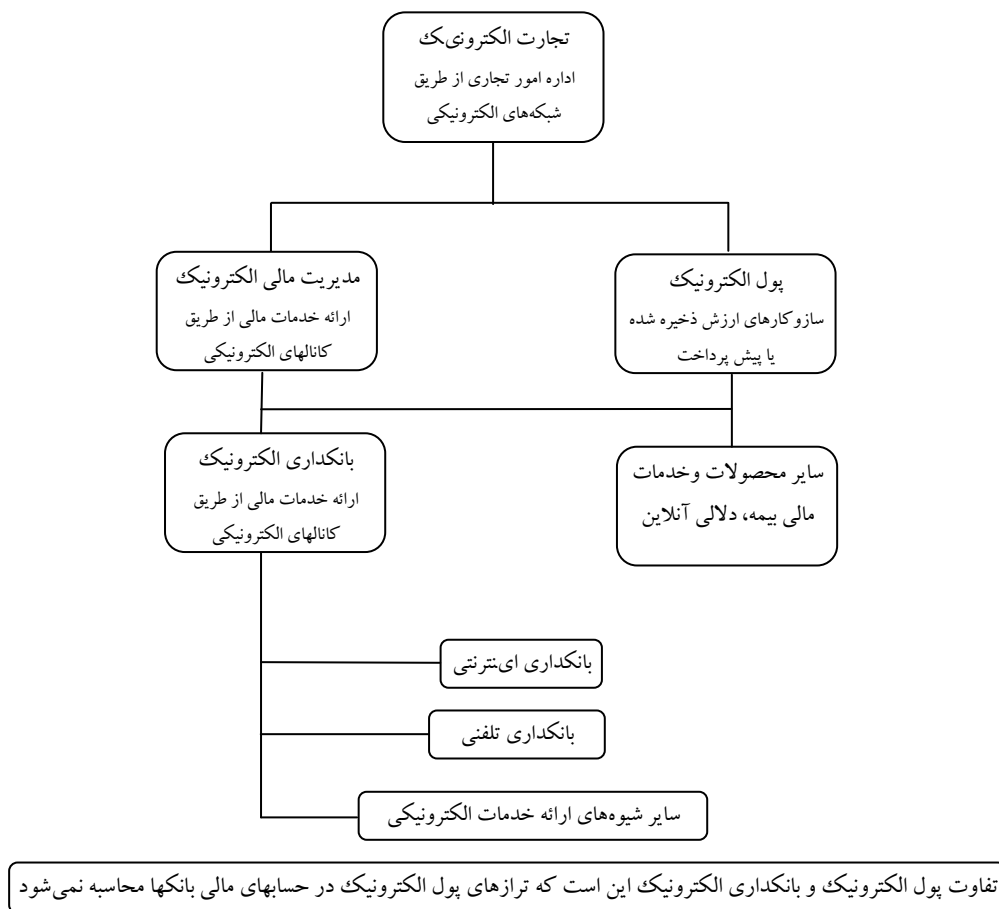 تجارت الکترونیک
اداره امور تجاری از طریق
شبکه‌های الکترونیکی
پول الکترونیک
سازوکارهای ارزش ذخیره شده
یا پیش پرداخت
مدیریت مالی الکترونیک
ارائه خدمات مالی از طریق
کانالهای الکترونیکی
سایر محصولات وخدمات
مالی بیمه، دلالی آنلاین
بانکداری الکترونیک
ارائه خدمات مالی از طریق
کانالهای الکترونیکی
بانکداری اینترنتی
بانکداری تلفنی
سایر شیوه‌های ارائه خدمات الکترونیکی
تفاوت پول الکترونیک و بانکداری الکترونیک این است که ترازهای پول الکترونیک در حسابهای مالی بانکها محاسبه نمی‌شود